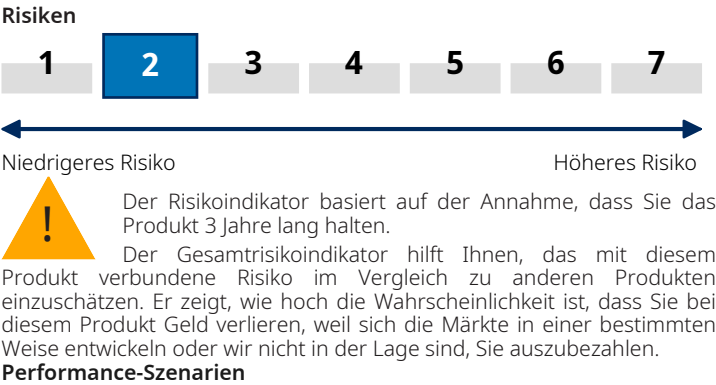 Risiken
1 2 3 4 5 6 7
Niedrigeres Risiko Höheres Risiko
!
Der Risikoindikator basiert auf der Annahme, dass Sie das
Produkt 3 Jahre lang halten.
Der Gesamtrisikoindikator hilft Ihnen, das mit diesem
Produkt verbundene Risiko im Vergleich zu anderen Produkten
einzuschätzen. Er zeigt, wie hoch die Wahrscheinlichkeit ist, dass Sie bei
diesem Produkt Geld verlieren, weil sich die Märkte in einer bestimmten
Weise entwickeln oder wir nicht in der Lage sind, Sie auszubezahlen.
Performance-Szenarien